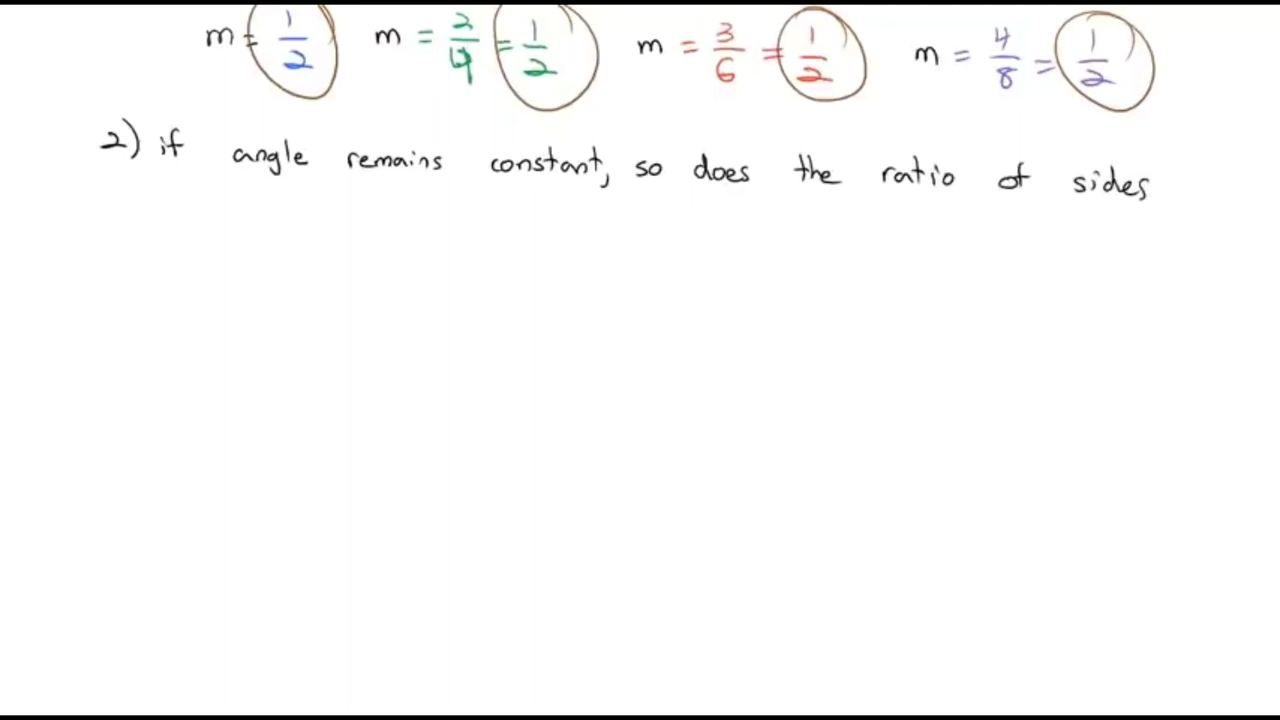 m = 1/2 m = 2/4 = 1/2 m = 3/6 = 1/2 m = 4/8 = 1/2
2) if angle remains constant, so does the ratio of sides